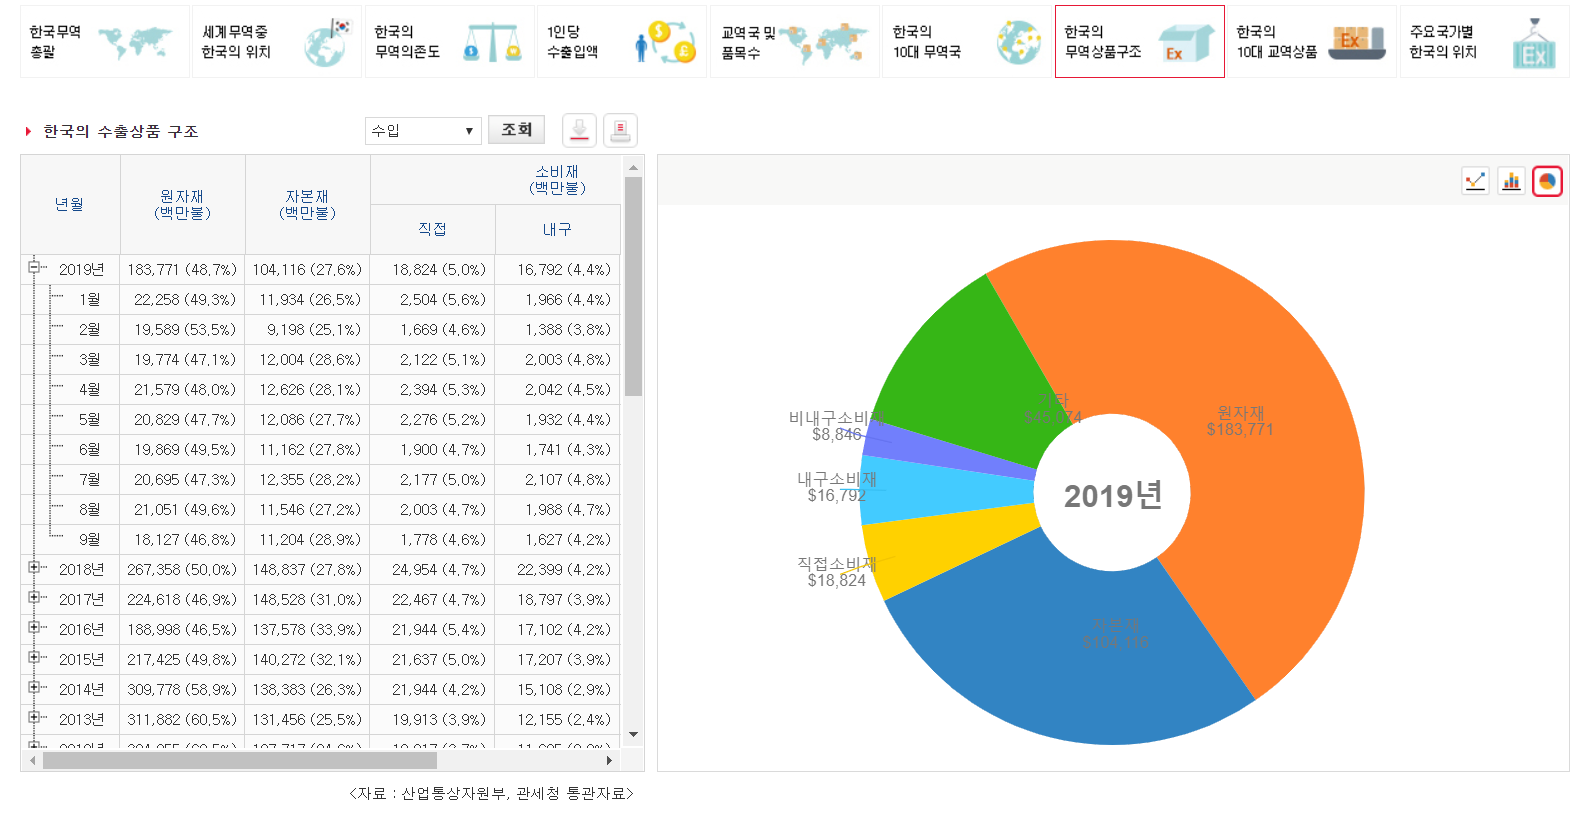 한국무역
총괄
세계무역중
한국의 위치
한국의
무역의존도
1인당
수출입액
교역국 및
품목수
한국의
10대 무역국
한국의
무역상품구조
Ex
한국의
10대 교역상품
Ex
주요국가별
한국의 위치
Ex
한국의 수출상품 구조
수입
조회
년월
원자재
(백만불)
자본재
(백만불)
소비재
(백만불)
직접
내구
2019년 183,771 (48.7%) 104,116 (27.6%) 18,824 (5.0%) 16,792 (4.4%)
1월 22,258 (49.3%) 11,934 (26.5%) 2,504 (5.6%) 1,966 (4.4%)
2월 19,589 (53.5%) 9,198 (25.1%) 1,669 (4.6%) 1,388 (3.8%)
3월 19,774 (47.1%) 12,004 (28.6%) 2,122 (5.1%) 2,003 (4.8%)
4월 21,579 (48.0%) 12,626 (28.1%) 2,394 (5.3%) 2,042 (4.5%)
5월 20,829 (47.7%) 12,086 (27.7%) 2,276 (5.2%) 1,932 (4.4%)
6월 19,869 (49.5%) 11,162 (27.8%) 1,900 (4.7%) 1,741 (4.3%)
7월 20,695 (47.3%) 12,355 (28.2%) 2,177 (5.0%) 2,107 (4.8%)
8월 21,051 (49.6%) 11,546 (27.2%) 2,003 (4.7%) 1,988 (4.7%)
9월 18,127 (46.8%) 11,204 (28.9%) 1,778 (4.6%) 1,627 (4.2%)
2018년 267,358 (50.0%) 148,837 (27.8%) 24,954 (4.7%) 22,399 (4.2%)
2017년 224,618 (46.9%) 148,528 (31.0%) 22,467 (4.7%) 18,797 (3.9%)
2016년 188,998 (46.5%) 137,578 (33.9%) 21,944 (5.4%) 17,102 (4.2%)
2015년 217,425 (49.8%) 140,272 (32.1%) 21,637 (5.0%) 17,207 (3.9%)
2014년 309,778 (58.9%) 138,383 (26.3%) 21,944 (4.2%) 15,108 (2.9%)
2013년 311,882 (60.5%) 131,456 (25.5%) 19,913 (3.9%) 12,155 (2.4%)
<자료 : 산업통상자원부, 관세청 통관자료>
기타
원자재
$183,771
비내구소비재
$8,846
내구소비재
$16,792
2019년
직접소비재
$18,824
자본재
$104,116